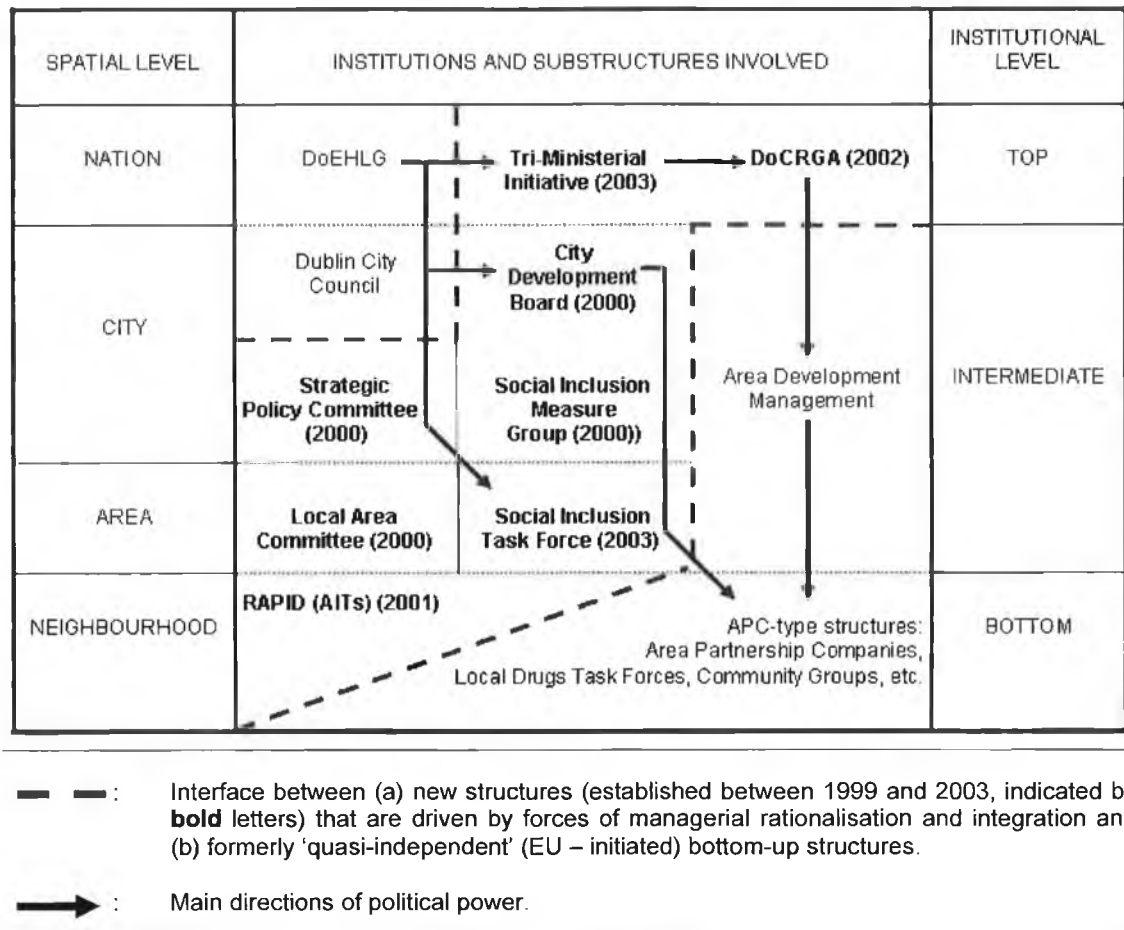 SPATIAL LEVEL
INSTITUTIONS AND SUBSTRUCTURES INVOLVED
INSTITUTIONAL
LEVEL
NATION
DoEHLG
Tri-Ministerial
Initiative (2003)
DoCRGA (2002)
TOP
CITY
Dublin City
Council
City
Development
Board (2000)
Strategic
Policy Committee
(2000)
Social Inclusion
Measure
Group (2000))
Area Development
Management
INTERMEDIATE
AREA
Local Area
Committee (2000)
Social Inclusion
Task Force (2003)
NEIGHBOURHOOD
RAPID (AITs) (2001)
APC-type structures:
Area Partnership Companies,
Local Drugs Task Forces, Community Groups, etc.
BOTTOM
: Interface between (a) new structures (established between 1999 and 2003, indicated b
bold letters) that are driven by forces of managerial rationalisation and integration an
(b) formerly ‘quasi-independent’ (EU – initiated) bottom-up structures.
: Main directions of political power.